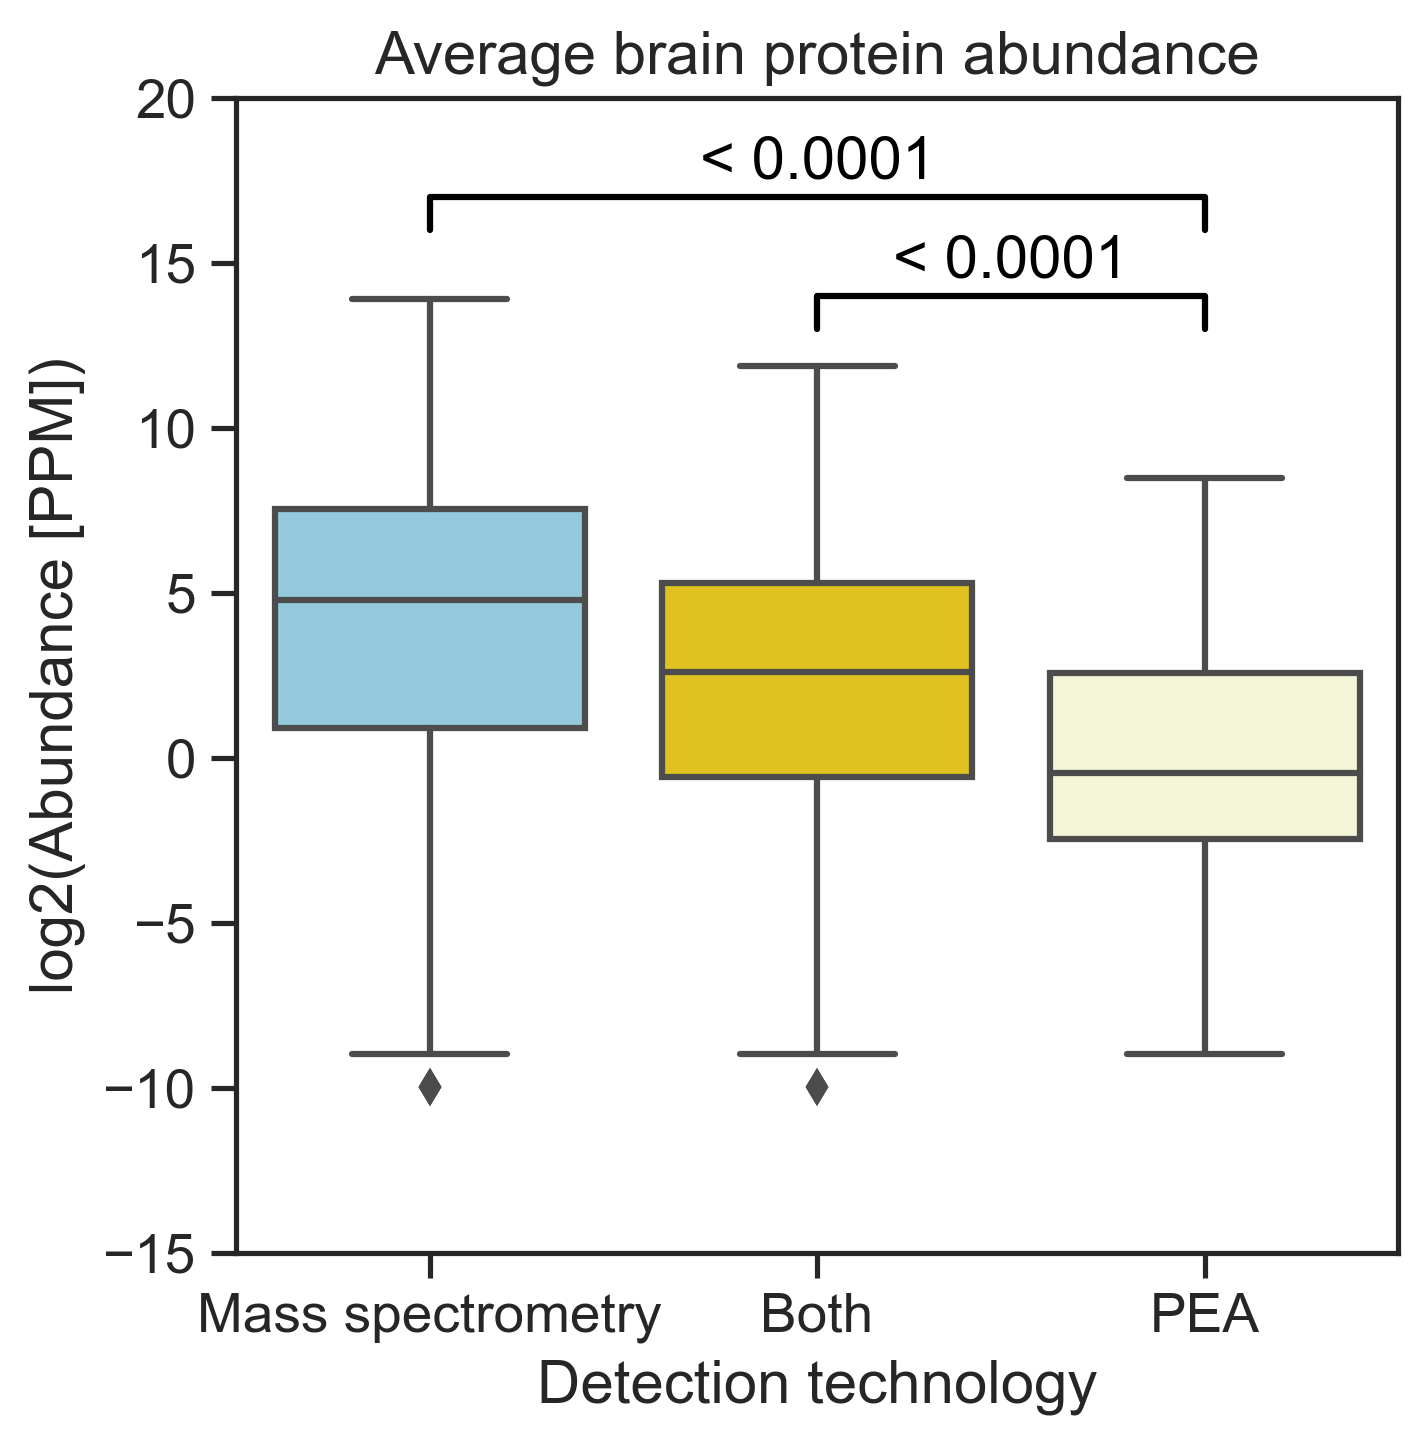 Average brain protein abundance
20
< 0.0001
15
< 0.0001
10
5
0
−5
−10
−15
log2(Abundance [PPM])
Mass spectrometry
Both
PEA
Detection technology